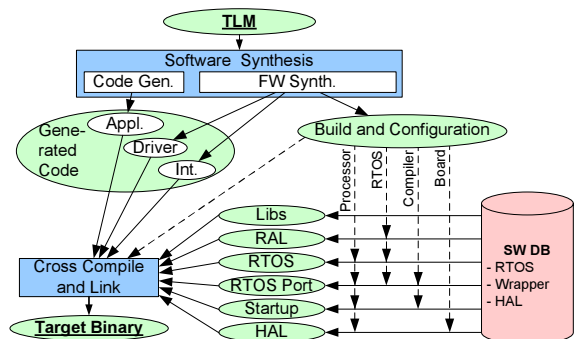 TLM
Software Synthesis
Code Gen.
FW Synth.
Gene-
rated
Code
Appl.
Driver
Int.
Build and Configuration
Processor
RTOS
Compiler
Board
Libs
RAL
RTOS
RTOS Port
Startup
HAL
SW DB
- RTOS
- Wrapper
- HAL
Cross Compile
and Link
Target Binary